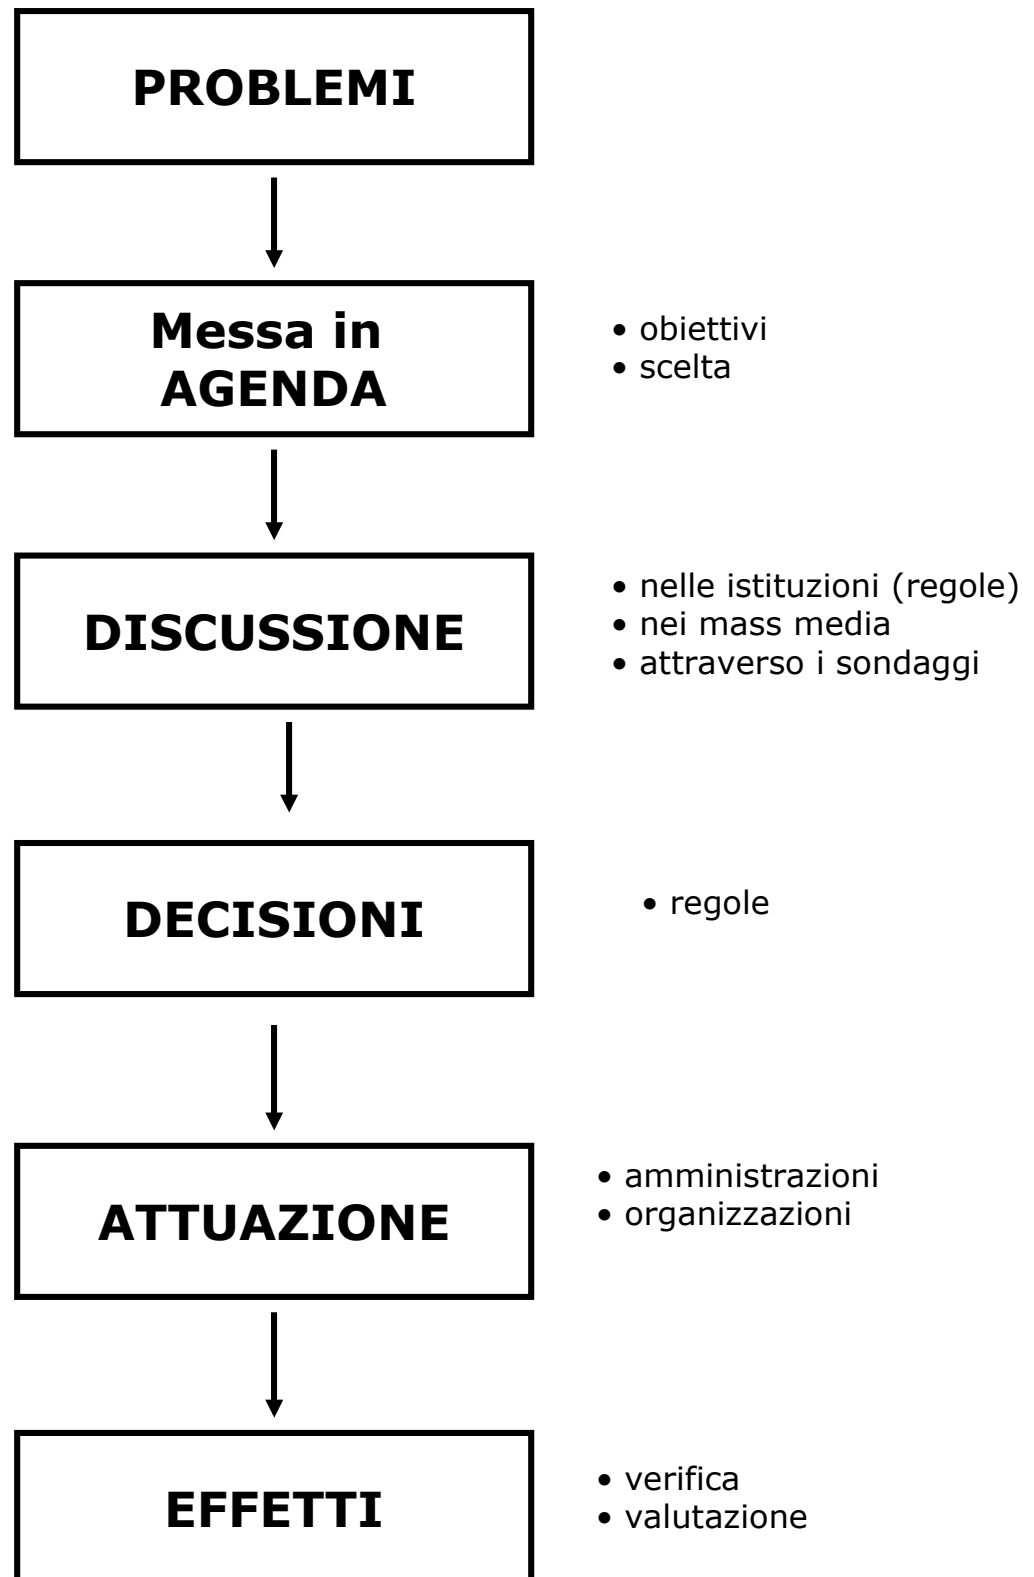 PROBLEMI
Messa in
AGENDA
• obiettivi
• scelta
DISCUSSIONE
• nelle istituzioni (regole)
• nei mass media
• attraverso i sondaggi
DECISIONI
• regole
ATTUAZIONE
• amministrazioni
• organizzazioni
EFFETTI
• verifica
• valutazione